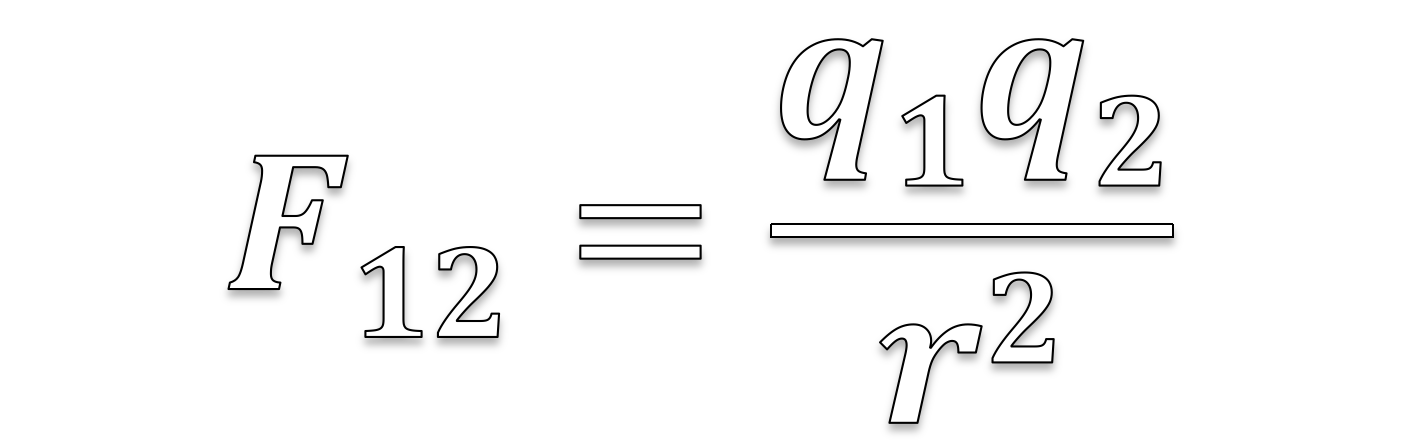 F₁₂ = q₁q₂ / r²